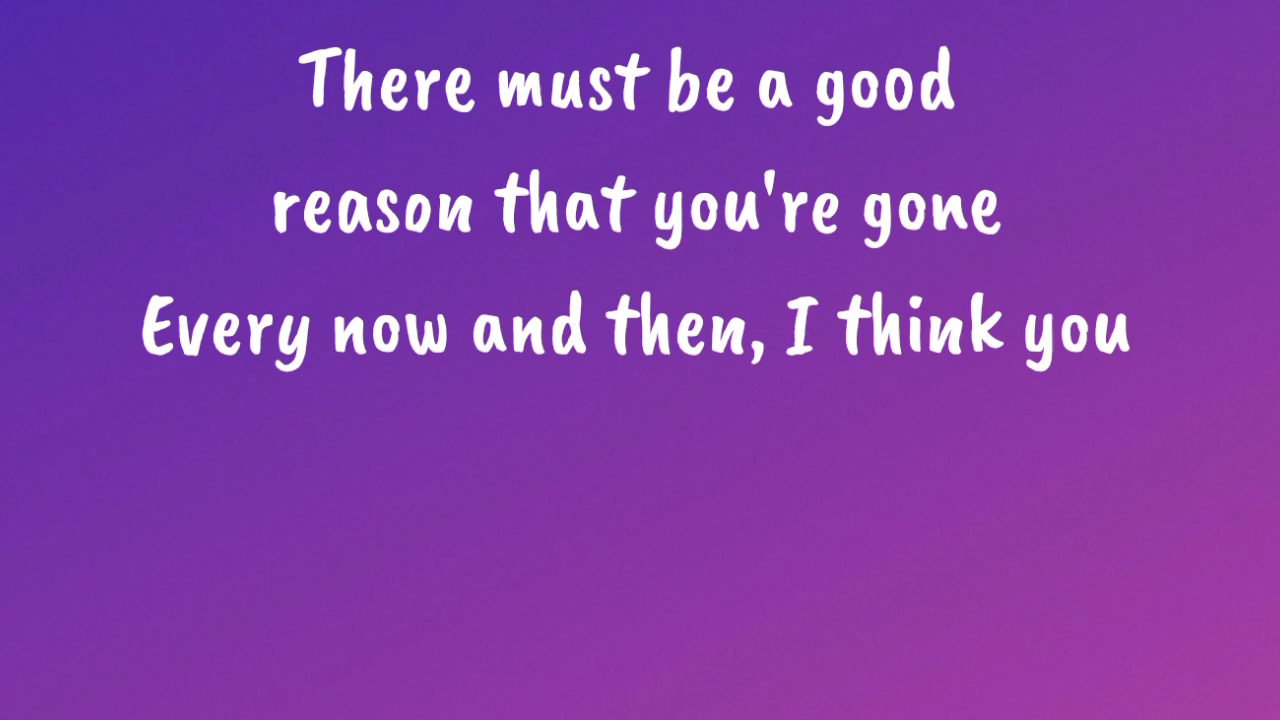 There must be a good
reason that you're gone
Every now and then, I think you